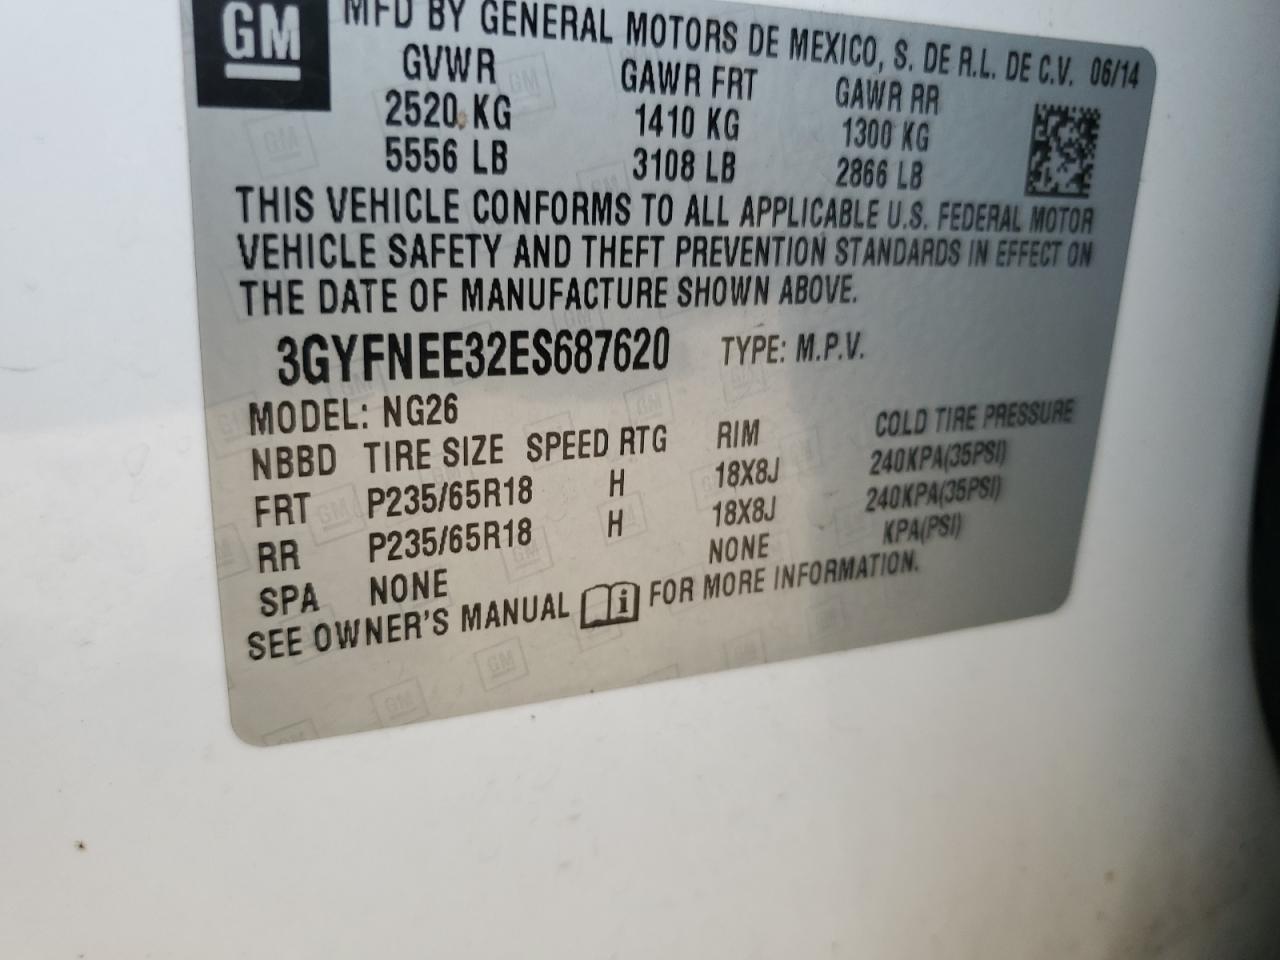 GM MFD BY GENERAL MOTORS DE MEXICO, S. DE R.L. DE C.V. 06/14
GVWR GAWR FRT GAWR RR
2520 KG 1410 KG 1300 KG
5556 LB 3108 LB 2866 LB
THIS VEHICLE CONFORMS TO ALL APPLICABLE U.S. FEDERAL MOTOR
VEHICLE SAFETY AND THEFT PREVENTION STANDARDS IN EFFECT ON
THE DATE OF MANUFACTURE SHOWN ABOVE.
3GYFNEE32ES687620 TYPE: M.P.V.
MODEL: NG26
NBBD TIRE SIZE SPEED RTG RIM COLD TIRE PRESSURE
FRT P235/65R18 H 18X8J 240KPA(35PSI)
RR P235/65R18 H 18X8J 240KPA(35PSI)
SPA NONE NONE KPA(PSI)
SEE OWNER'S MANUAL i FOR MORE INFORMATION.